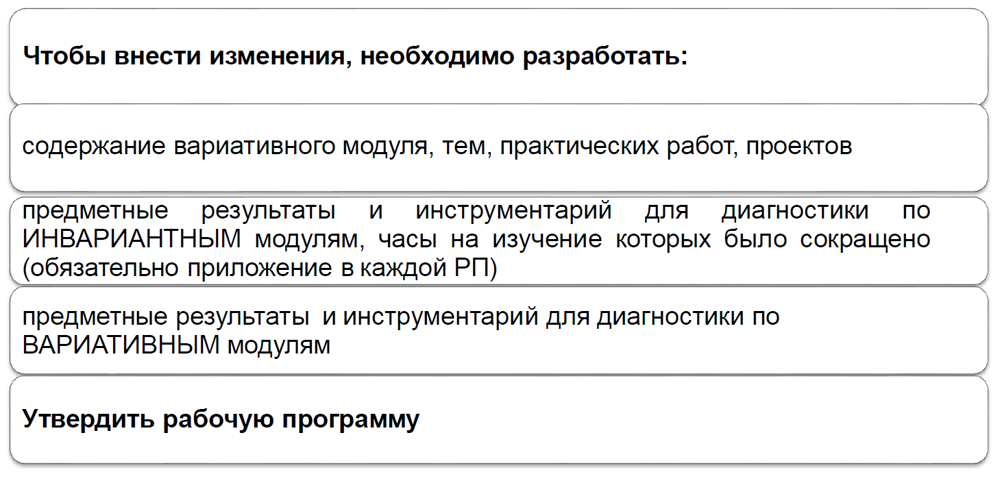 Чтобы внести изменения, необходимо разработать:
содержание вариативного модуля, тем, практических работ, проектов
предметные результаты и инструментарий для диагностики по
ИНВАРИАНТНЫМ модулям, часы на изучение которых было сокращено
(обязательно приложение в каждой РП)
предметные результаты и инструментарий для диагностики по
ВАРИАТИВНЫМ модулям
Утвердить рабочую программу